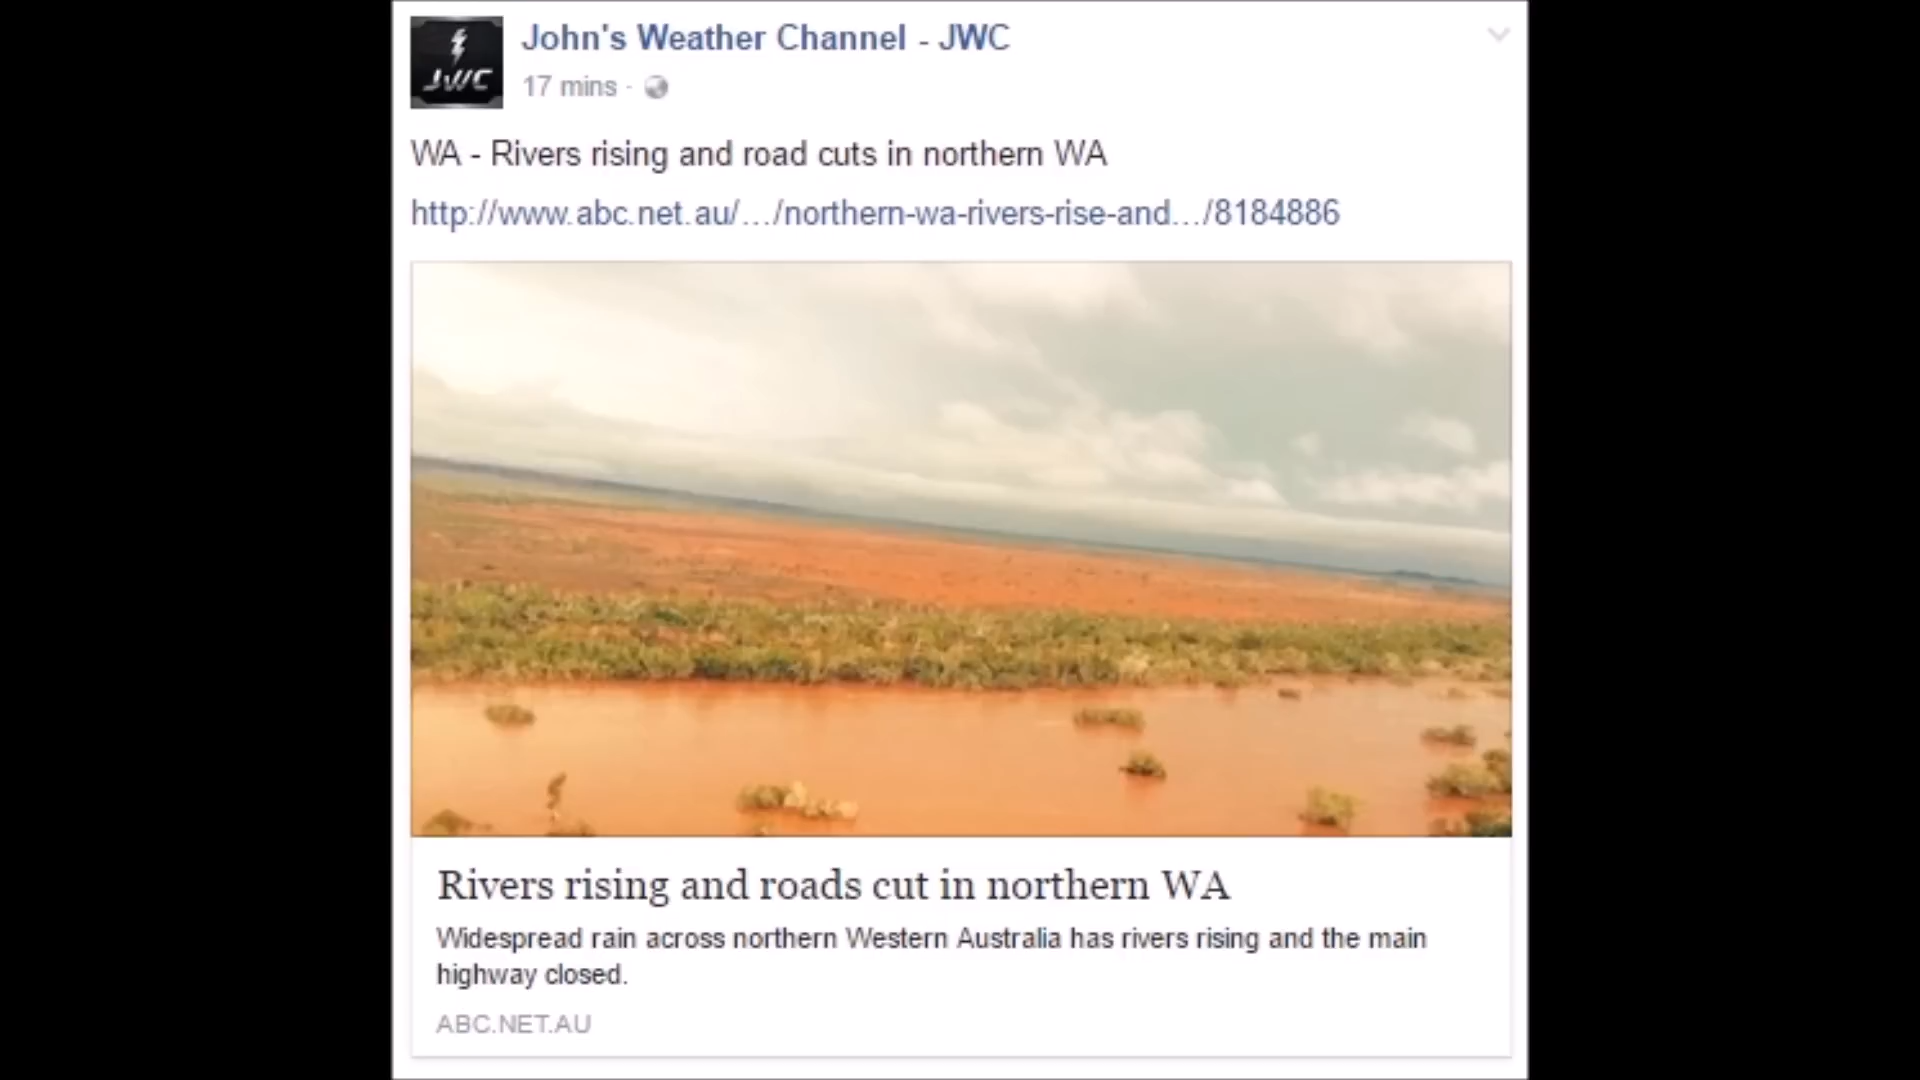 John's Weather Channel - JWC
JWC
17 mins ·
WA - Rivers rising and road cuts in northern WA
http://www.abc.net.au/…/northern-wa-rivers-rise-and…/8184886
Rivers rising and roads cut in northern WA
Widespread rain across northern Western Australia has rivers rising and the main
highway closed.
ABC.NET.AU